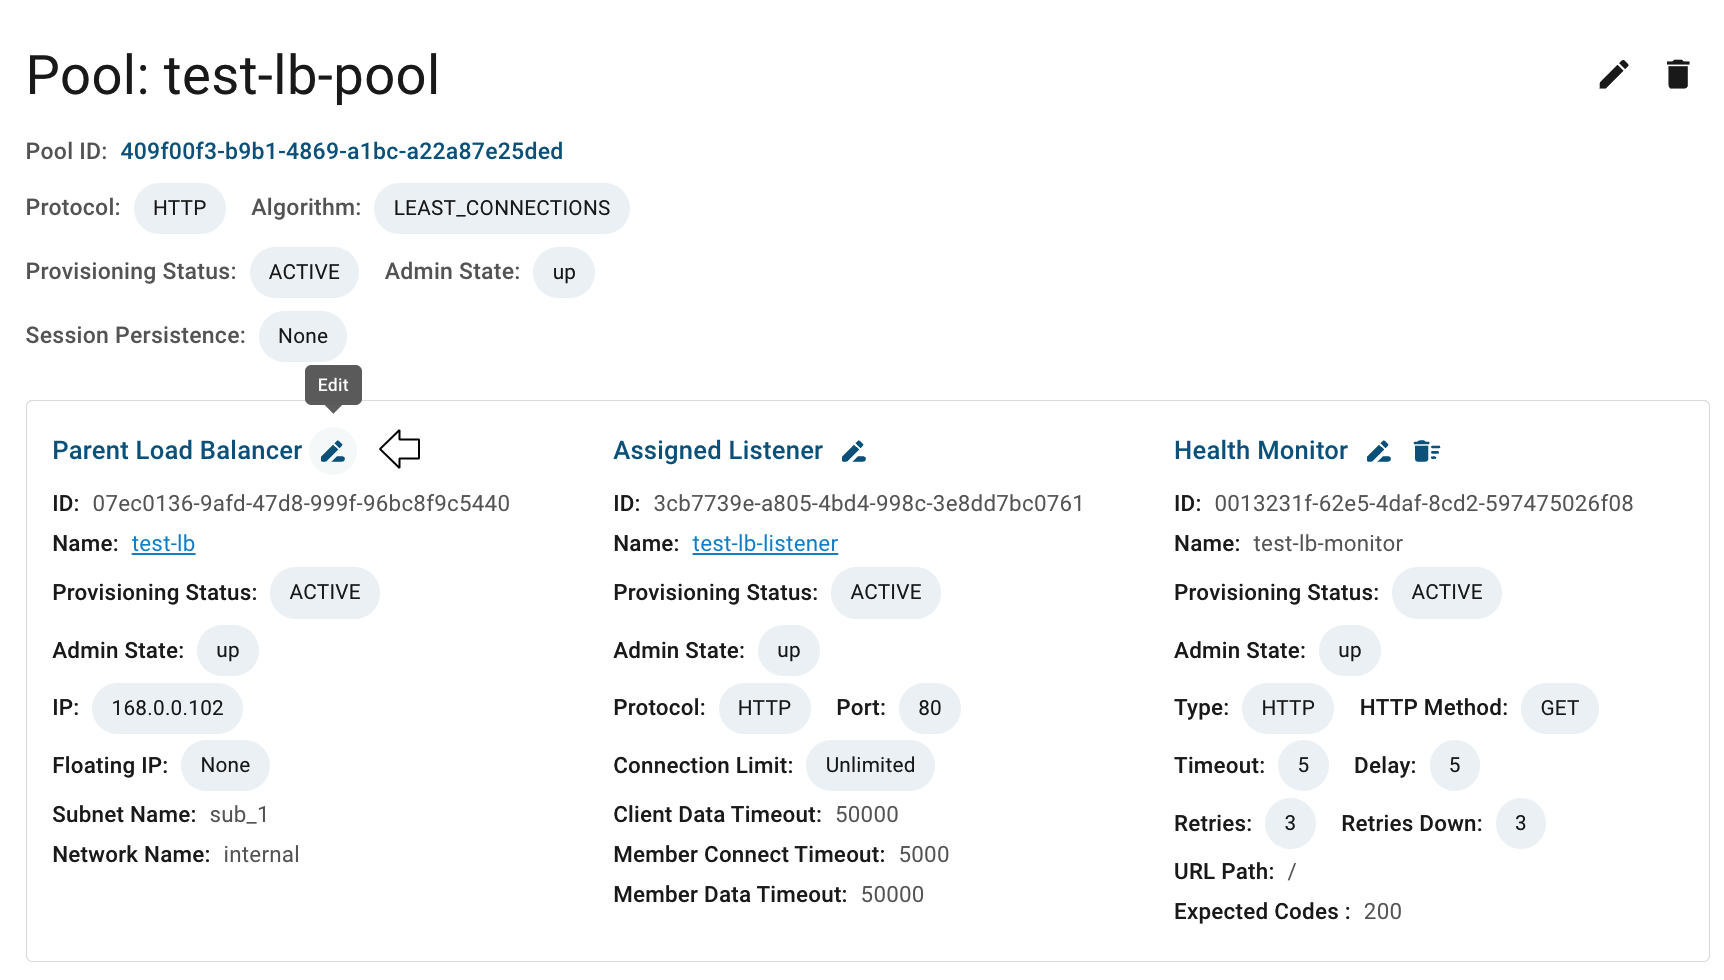 Pool: test-lb-pool
Pool ID: 409f00f3-b9b1-4869-a1bc-a22a87e25ded
Protocol: HTTP Algorithm: LEAST_CONNECTIONS
Provisioning Status: ACTIVE Admin State: up
Session Persistence: None
Edit
Parent Load Balancer
ID: 07ec0136-9afd-47d8-999f-96bc8f9c5440
Name: test-lb
Provisioning Status: ACTIVE
Admin State: up
IP: 168.0.0.102
Floating IP: None
Subnet Name: sub_1
Network Name: internal
Assigned Listener
ID: 3cb7739e-a805-4bd4-998c-3e8dd7bc0761
Name: test-lb-listener
Provisioning Status: ACTIVE
Admin State: up
Protocol: HTTP Port: 80
Connection Limit: Unlimited
Client Data Timeout: 50000
Member Connect Timeout: 5000
Member Data Timeout: 50000
Health Monitor
ID: 0013231f-62e5-4daf-8cd2-597475026f08
Name: test-lb-monitor
Provisioning Status: ACTIVE
Admin State: up
Type: HTTP HTTP Method: GET
Timeout: 5 Delay: 5
Retries: 3 Retries Down: 3
URL Path: /
Expected Codes : 200